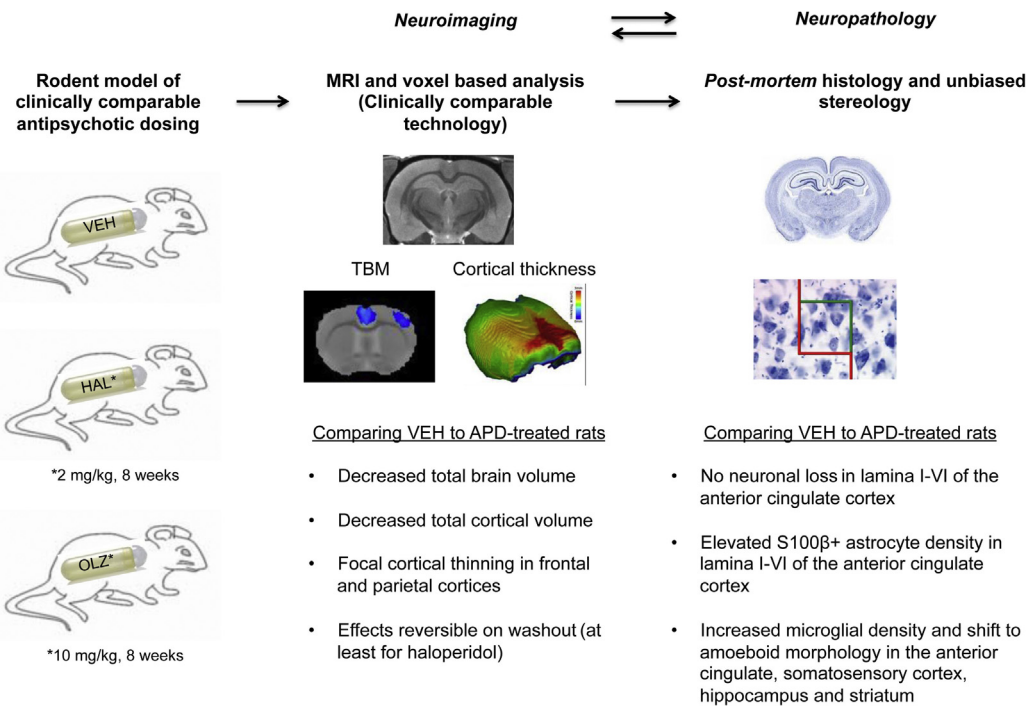 Neuroimaging
Neuropathology
Rodent model of
clinically comparable
antipsychotic dosing
VEH
HAL*
*2 mg/kg, 8 weeks
OLZ*
*10 mg/kg, 8 weeks
MRI and voxel based analysis
(Clinically comparable
technology)
TBM
Cortical thickness
Comparing VEH to APD-treated rats
• Decreased total brain volume
• Decreased total cortical volume
• Focal cortical thinning in frontal
and parietal cortices
• Effects reversible on washout (at
least for haloperidol)
Post-mortem histology and unbiased
stereology
Comparing VEH to APD-treated rats
• No neuronal loss in lamina I-VI of the
anterior cingulate cortex
• Elevated S100β+ astrocyte density in
lamina I-VI of the anterior cingulate
cortex
• Increased microglial density and shift to
amoeboid morphology in the anterior
cingulate, somatosensory cortex,
hippocampus and striatum